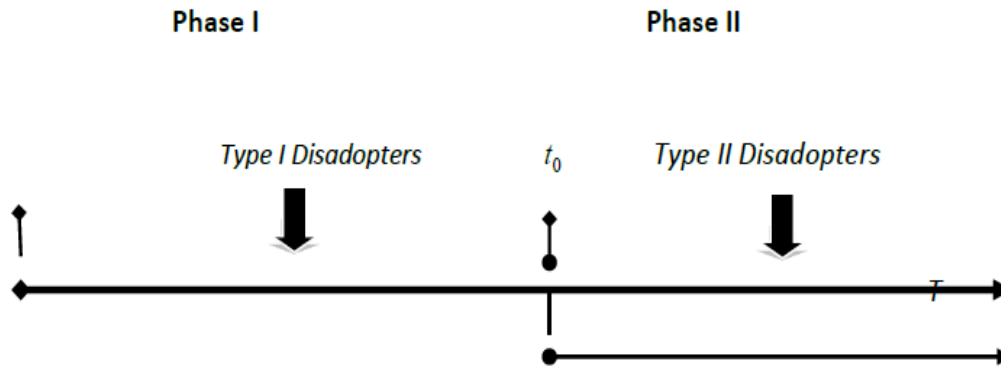 Phase I
Phase II
Type I Disadopters
t₀
Type II Disadopters
T